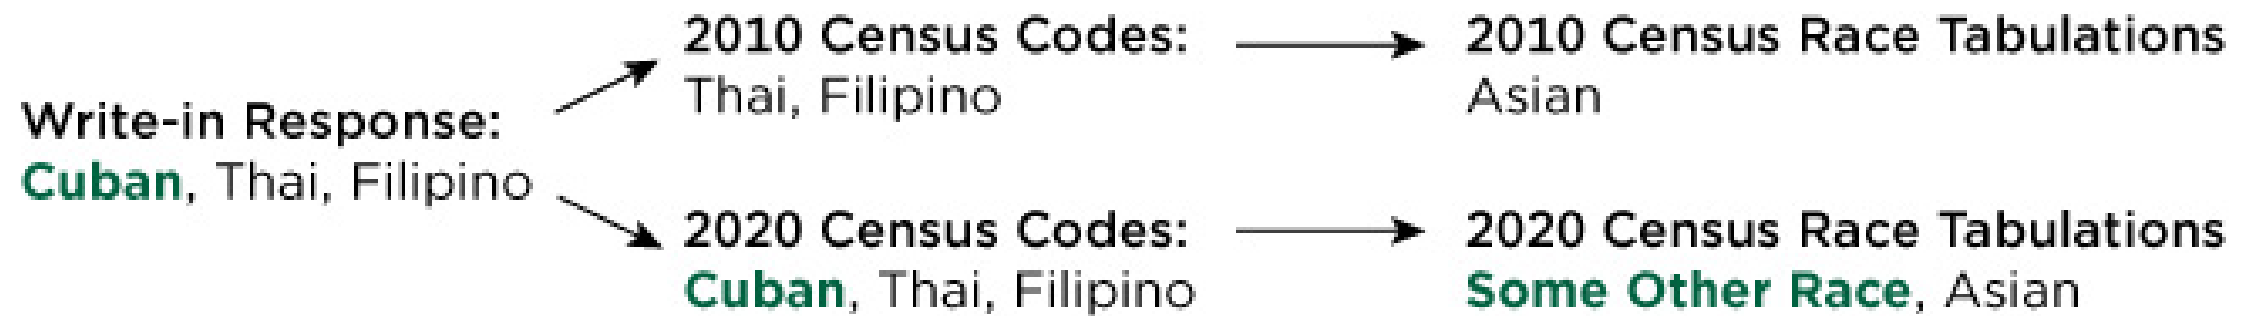 Write-in Response:
Cuban, Thai, Filipino
2010 Census Codes:
Thai, Filipino
2010 Census Race Tabulations
Asian
2020 Census Codes:
Cuban, Thai, Filipino
2020 Census Race Tabulations
Some Other Race, Asian